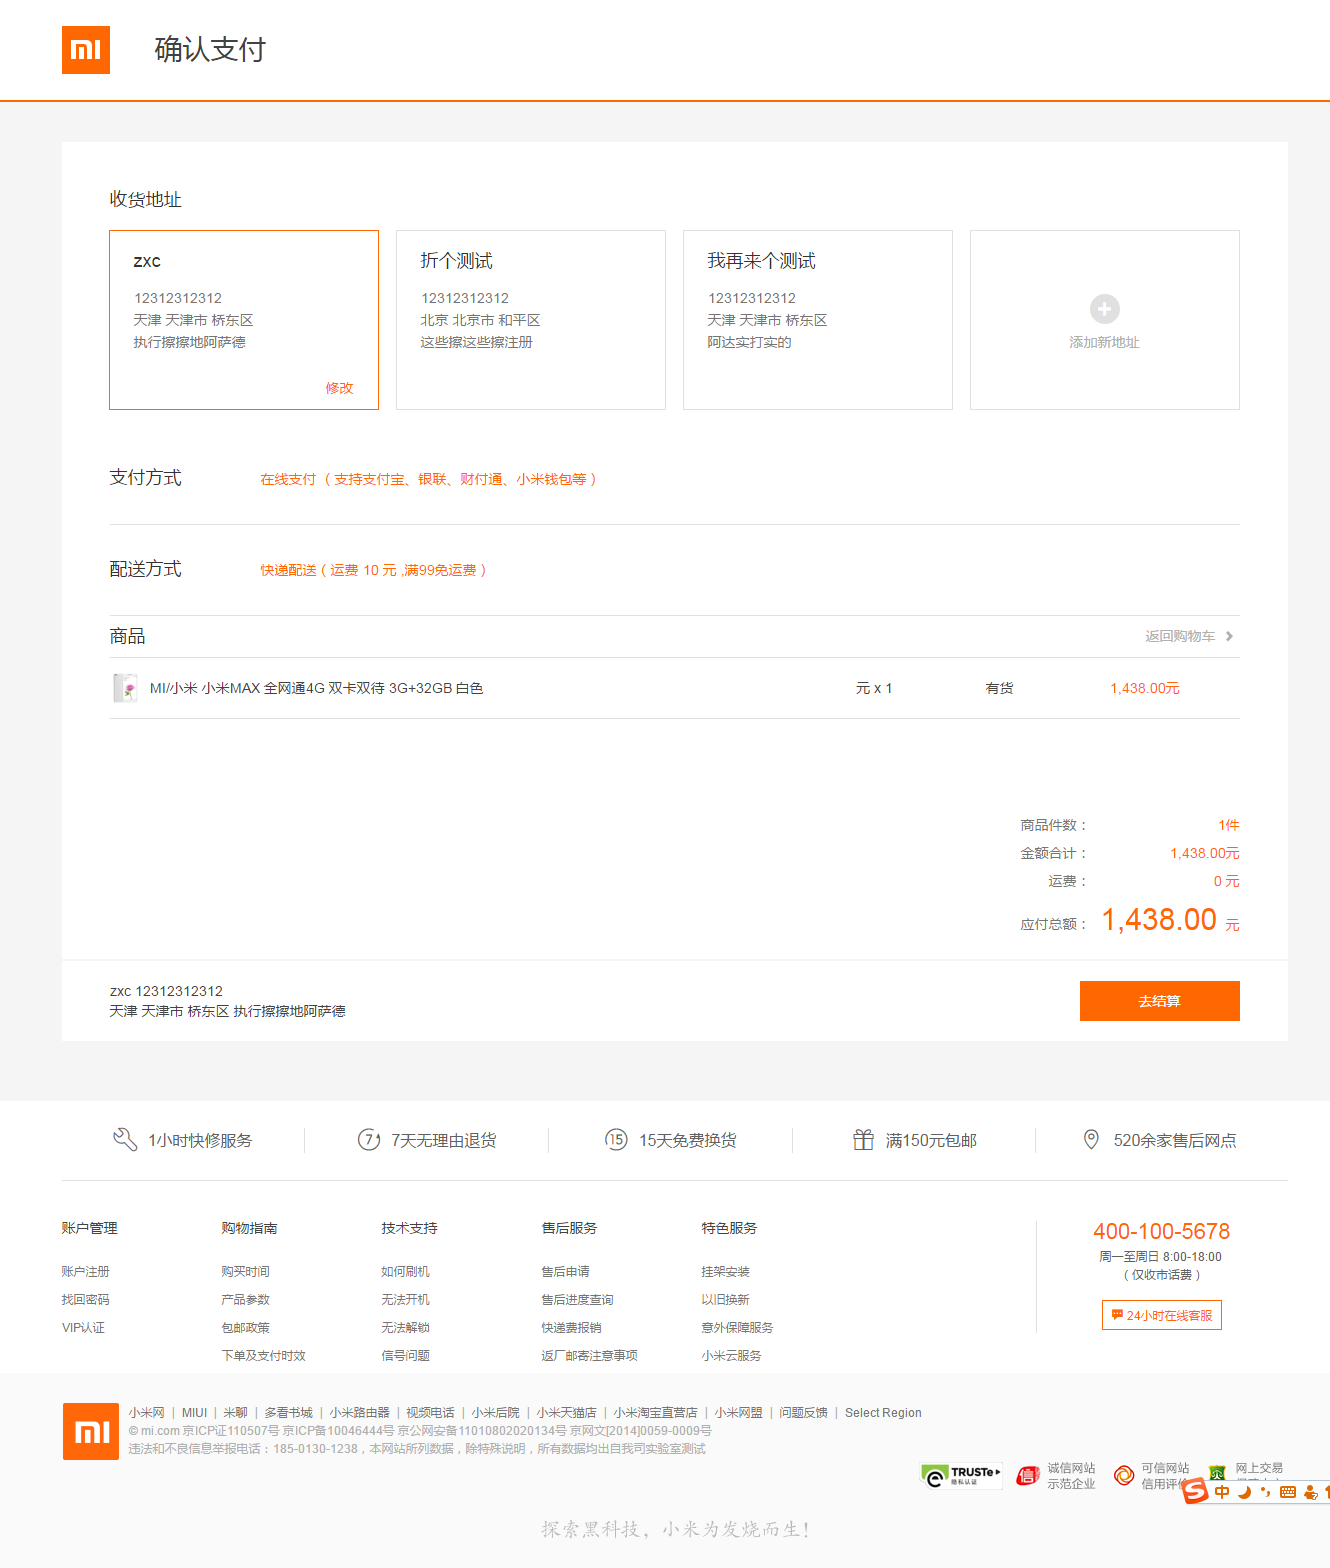 mi 确认支付
收货地址
zxc
12312312312
天津 天津市 桥东区
执行擦擦地阿萨德
修改
折个测试
12312312312
北京 北京市 和平区
这些擦这些擦注册
我再来个测试
12312312312
天津 天津市 桥东区
阿达实打实的
添加新地址
支付方式 在线支付 （支持支付宝、银联、财付通、小米钱包等）
配送方式 快递配送（运费 10 元 ,满99免运费）
商品 返回购物车
MI/小米 小米MAX 全网通4G 双卡双待 3G+32GB 白色 元 x 1 有货 1,438.00元
商品件数： 1件
金额合计： 1,438.00元
运费： 0 元
应付总额： 1,438.00 元
zxc 12312312312
天津 天津市 桥东区 执行擦擦地阿萨德
去结算
1小时快修服务 7 7天无理由退货 15 15天免费换货 满150元包邮 520余家售后网点
账户管理
账户注册
找回密码
VIP认证
购物指南
购买时间
产品参数
包邮政策
下单及支付时效
技术支持
如何刷机
无法开机
无法解锁
信号问题
售后服务
售后申请
售后进度查询
快递费报销
返厂邮寄注意事项
特色服务
挂架安装
以旧换新
意外保障服务
小米云服务
400-100-5678
周一至周日 8:00-18:00
（仅收市话费）
24小时在线客服
mi
小米网 | MIUI | 米聊 | 多看书城 | 小米路由器 | 视频电话 | 小米后院 | 小米天猫店 | 小米淘宝直营店 | 小米网盟 | 问题反馈 | Select Region
© mi.com 京ICP证110507号 京ICP备10046444号 京公网安备11010802020134号 京网文[2014]0059-0009号
违法和不良信息举报电话：185-0130-1238，本网站所列数据，除特殊说明，所有数据均出自我司实验室测试
TRUSTe
隐私认证
信 诚信网站
示范企业
可信网站
信用评价
网上交易
S 中
探索黑科技，小米为发烧而生！